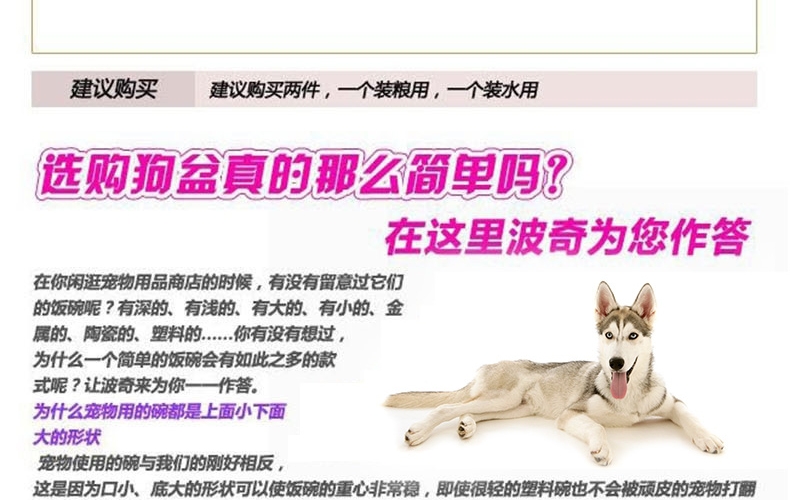 建议购买 建议购买两件，一个装粮用，一个装水用
选购狗盆真的那么简单吗?
在这里波奇为您作答
在你闲逛宠物用品商店的时候，有没有留意过它们
的饭碗呢？有深的、有浅的、有大的、有小的、金
属的、陶瓷的、塑料的......你有没有想过，
为什么一个简单的饭碗会有如此之多的款
式呢？让波奇来为你一一作答。
为什么宠物用的碗都是上面小下面
大的形状
宠物使用的碗与我们的刚好相反，
这是因为口小、底大的形状可以使饭碗的重心非常稳，即使很轻的塑料碗也不会被顽皮的宠物打翻